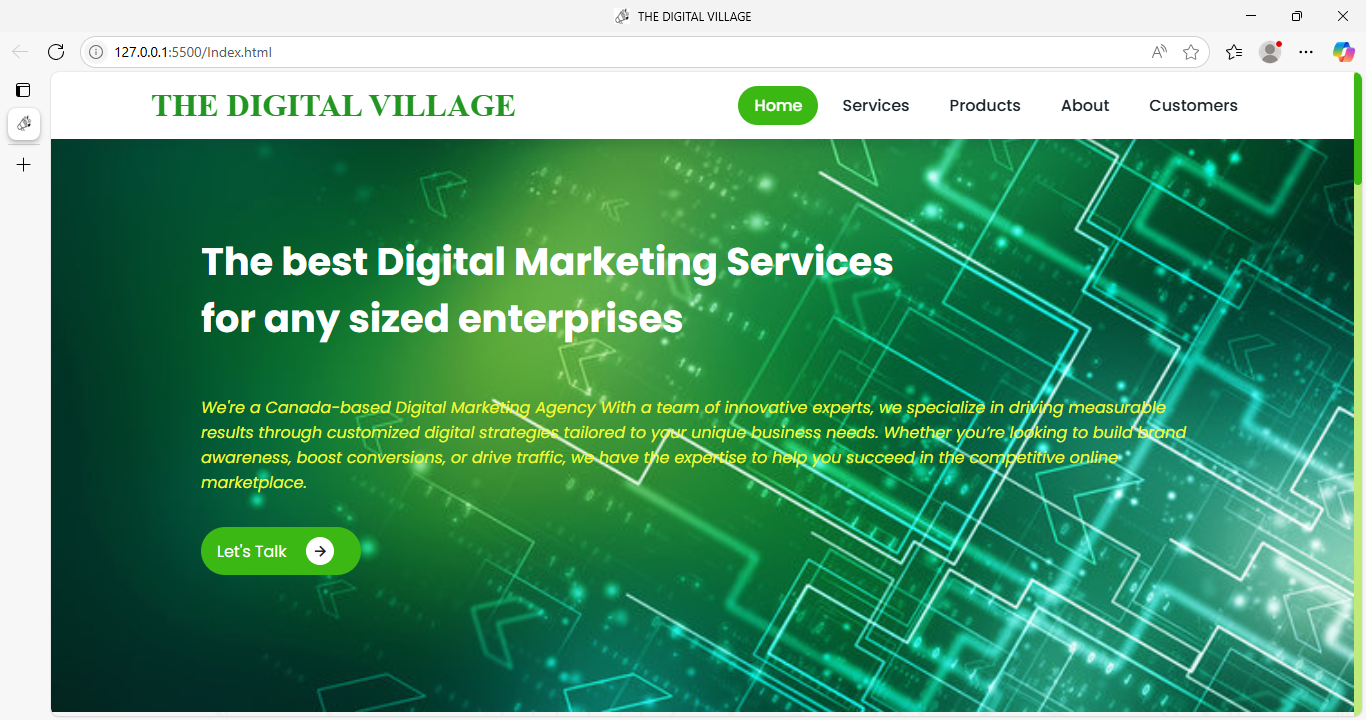 THE DIGITAL VILLAGE
127.0.0.1:5500/Index.html
THE DIGITAL VILLAGE
Home Services Products About Customers
The best Digital Marketing Services
for any sized enterprises
We're a Canada-based Digital Marketing Agency With a team of innovative experts, we specialize in driving measurable
results through customized digital strategies tailored to your unique business needs. Whether you’re looking to build brand
awareness, boost conversions, or drive traffic, we have the expertise to help you succeed in the competitive online
marketplace.
Let's Talk